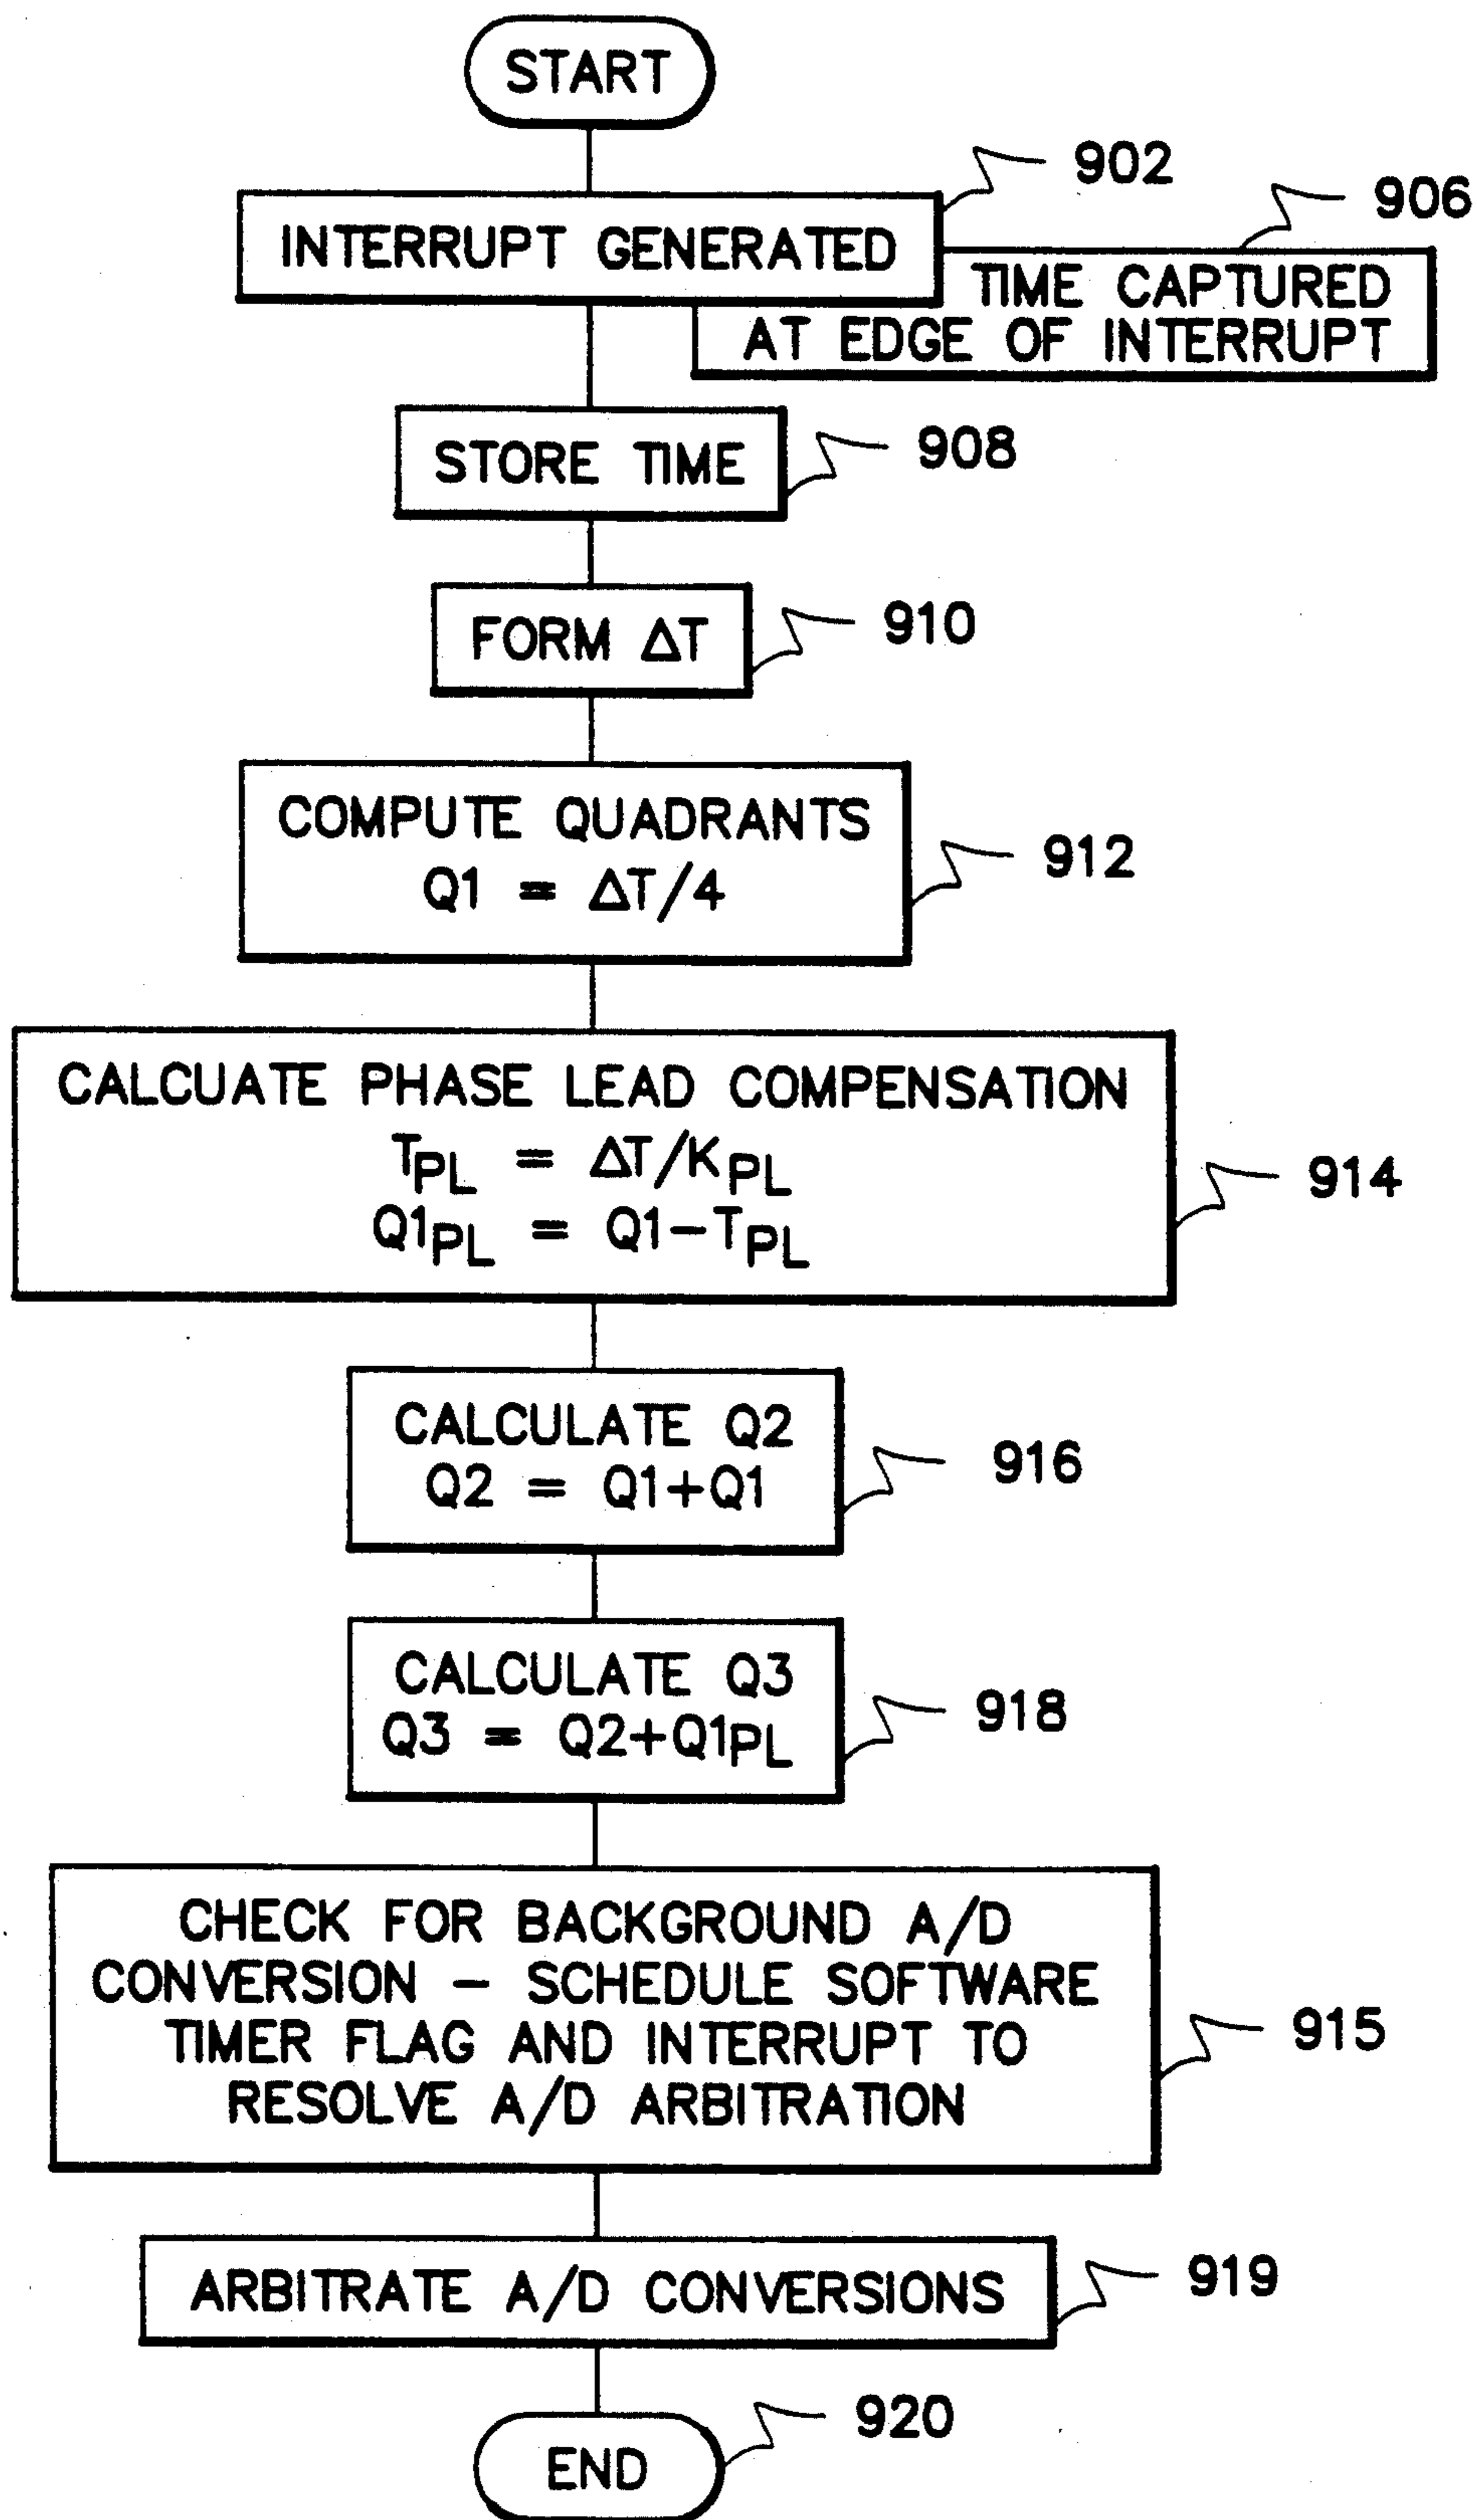 START
902
906
INTERRUPT GENERATED
TIME CAPTURED
AT EDGE OF INTERRUPT
STORE TIME
908
FORM ΔT
910
COMPUTE QUADRANTS
Q1 = ΔT/4
912
CALCUATE PHASE LEAD COMPENSATION
TPL = ΔT/KPL
Q1PL = Q1-TPL
914
CALCULATE Q2
Q2 = Q1+Q1
916
CALCULATE Q3
Q3 = Q2+Q1PL
918
CHECK FOR BACKGROUND A/D
CONVERSION - SCHEDULE SOFTWARE
TIMER FLAG AND INTERRUPT TO
RESOLVE A/D ARBITRATION
915
ARBITRATE A/D CONVERSIONS
919
920
END